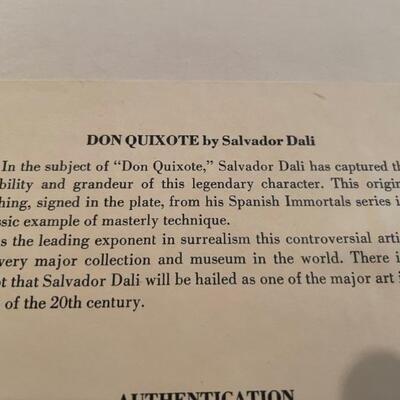 DON QUIXOTE by Salvador Dali
In the subject of "Don Quixote," Salvador Dali has captured th
bility and grandeur of this legendary character. This origin
hing, signed in the plate, from his Spanish Immortals series i
sic example of masterly technique.
s the leading exponent in surrealism this controversial arti
very major collection and museum in the world. There i
t that Salvador Dali will be hailed as one of the major art i
of the 20th century.
AUTHENTICATION